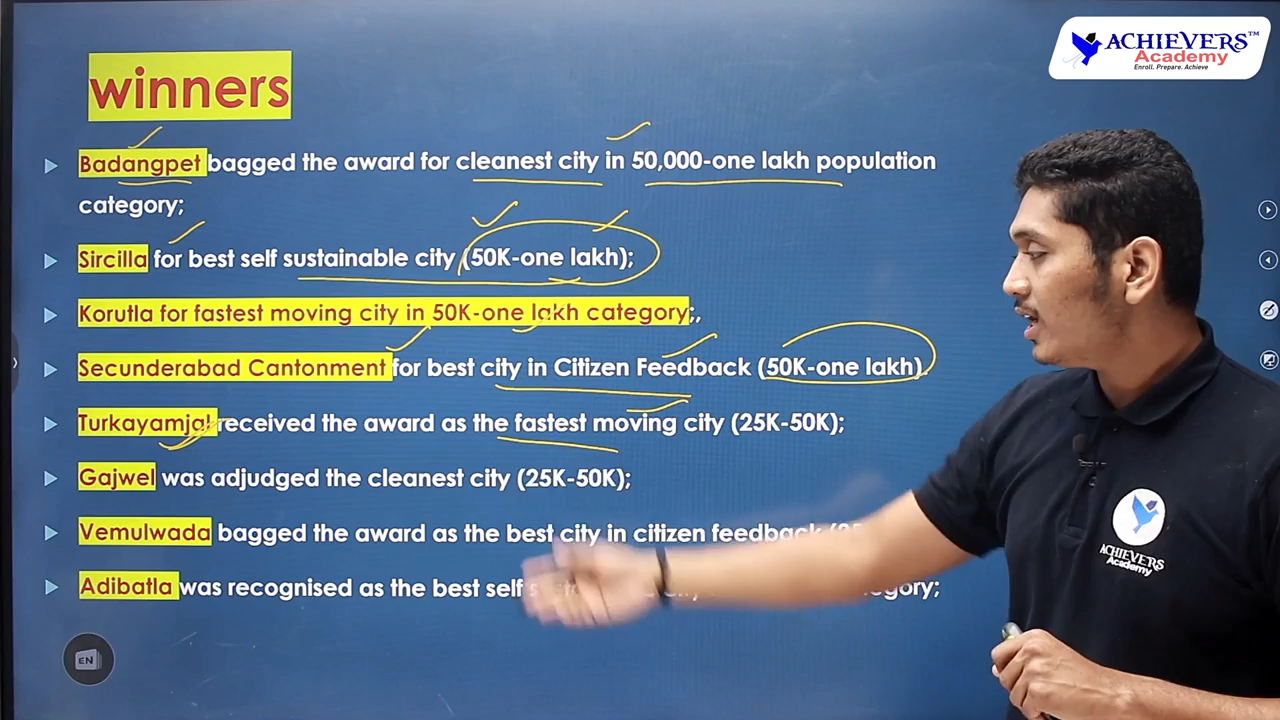 ACHIEVERS™
Academy
Enroll. Prepare. Achieve
winners
Badangpet bagged the award for cleanest city in 50,000-one lakh population
category;
Sircilla for best self sustainable city (50K-one lakh);
Korutla for fastest moving city in 50K-one lakh category;,
Secunderabad Cantonment for best city in Citizen Feedback (50K-one lakh)
Turkayamjal received the award as the fastest moving city (25K-50K);
Gajwel was adjudged the cleanest city (25K-50K);
Vemulwada bagged the award as the best city in citizen feedback
Adibatla was recognised as the best self
EN
ACHIEVERS
Academy